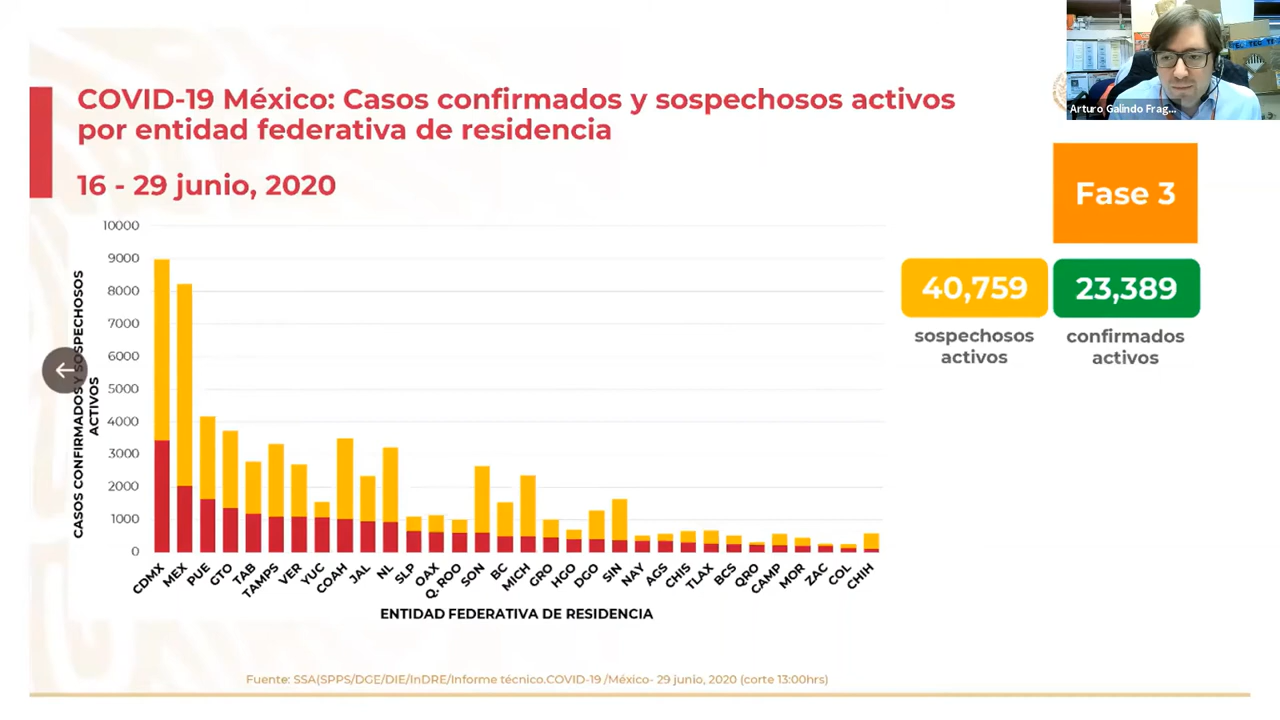 COVID-19 México: Casos confirmados y sospechosos activos
por entidad federativa de residencia
16 - 29 junio, 2020
Arturo Galindo Frag...
Fase 3
40,759
sospechosos
activos
23,389
confirmados
activos
CASOS CONFIRMADOS Y SOSPECHOSOS
ACTIVOS
10000
9000
8000
7000
6000
5000
4000
3000
2000
1000
0
CDMX
MEX
PUE
GTO
TAB
TAMPS
VER
YUC
COAH
JAL
NL
SLP
OAX
Q. ROO
SON
BC
MICH
GRO
HGO
DGO
SIN
NAY
AGS
CHIS
TLAX
BCS
QRO
CAMP
MOR
ZAC
COL
CHIH
ENTIDAD FEDERATIVA DE RESIDENCIA
Fuente: SSA(SPPS/DGE/DIE/InDRE/Informe técnico.COVID-19 /México- 29 junio, 2020 (corte 13:00hrs)